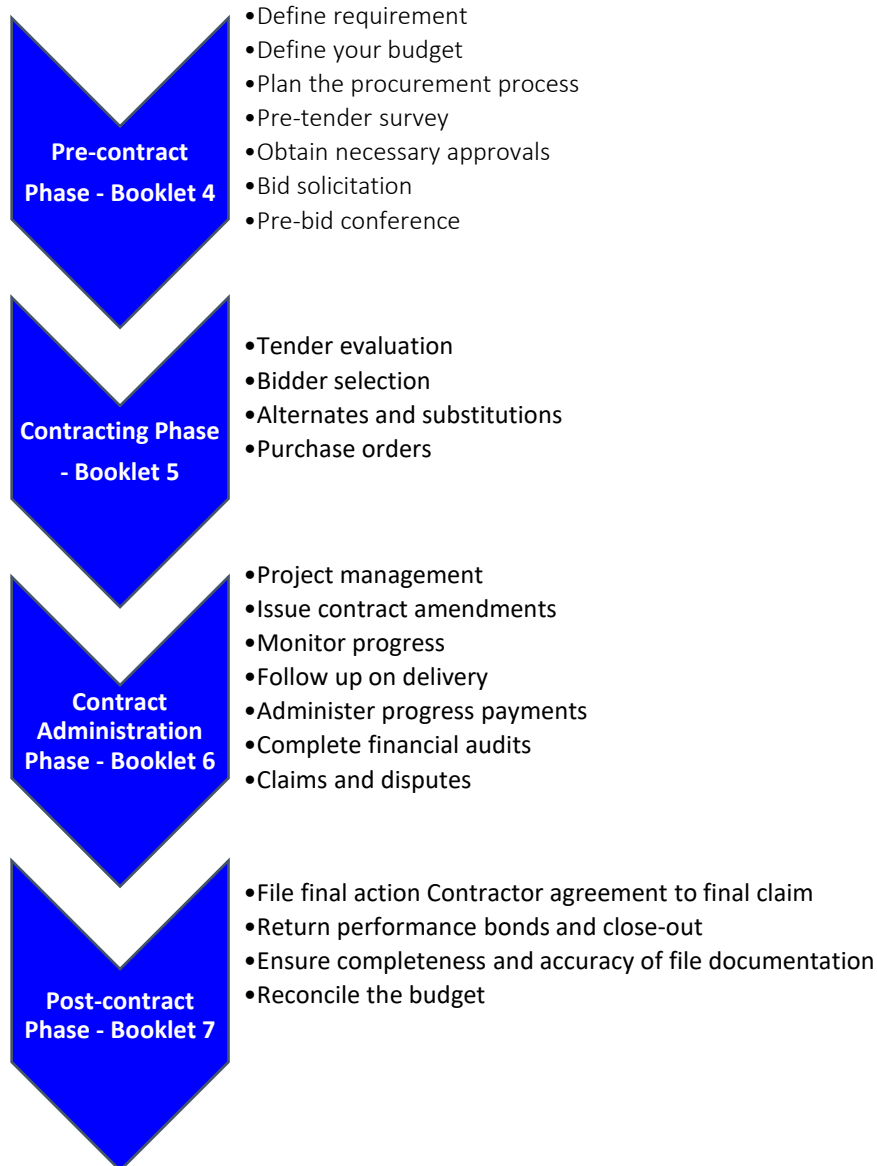 Pre-contract
Phase - Booklet 4
•Define requirement
•Define your budget
•Plan the procurement process
•Pre-tender survey
•Obtain necessary approvals
•Bid solicitation
•Pre-bid conference
Contracting Phase
- Booklet 5
•Tender evaluation
•Bidder selection
•Alternates and substitutions
•Purchase orders
Contract
Administration
Phase - Booklet 6
•Project management
•Issue contract amendments
•Monitor progress
•Follow up on delivery
•Administer progress payments
•Complete financial audits
•Claims and disputes
Post-contract
Phase - Booklet 7
•File final action Contractor agreement to final claim
•Return performance bonds and close-out
•Ensure completeness and accuracy of file documentation
•Reconcile the budget